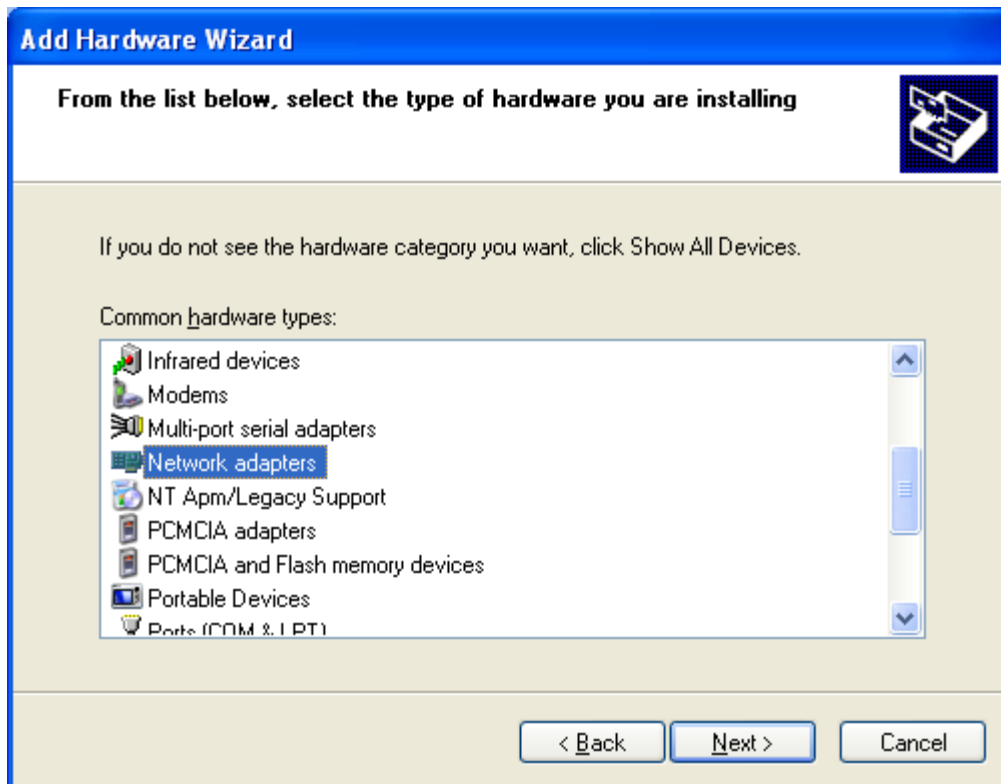 Add Hardware Wizard
From the list below, select the type of hardware you are installing
If you do not see the hardware category you want, click Show All Devices.
Common hardware types:
Infrared devices
Modems
Multi-port serial adapters
Network adapters
NT Apm/Legacy Support
PCMCIA adapters
PCMCIA and Flash memory devices
Portable Devices
Ports (COM & LPT)
< Back
Next >
Cancel